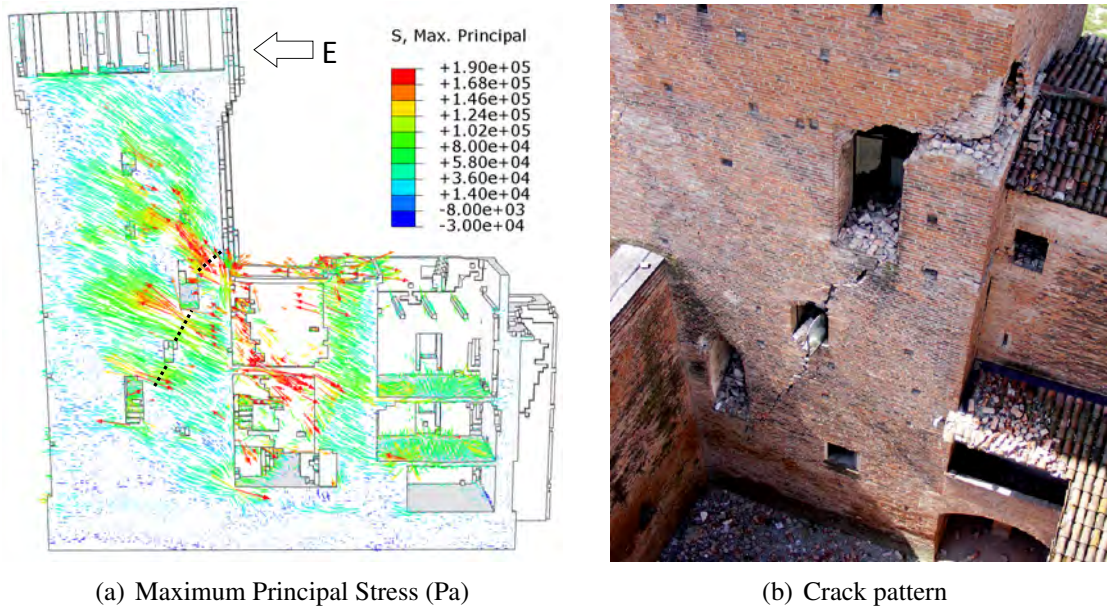 E
S, Max. Principal
+1.90e+05
+1.68e+05
+1.46e+05
+1.24e+05
+1.02e+05
+8.00e+04
+5.80e+04
+3.60e+04
+1.40e+04
-8.00e+03
-3.00e+04
(a) Maximum Principal Stress (Pa)
(b) Crack pattern